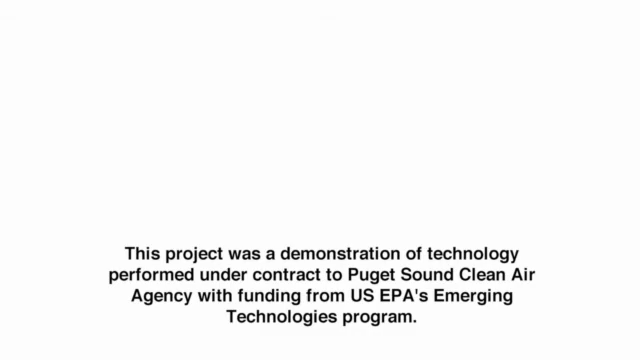 This project was a demonstration of technology
performed under contract to Puget Sound Clean Air
Agency with funding from US EPA's Emerging
Technologies program.